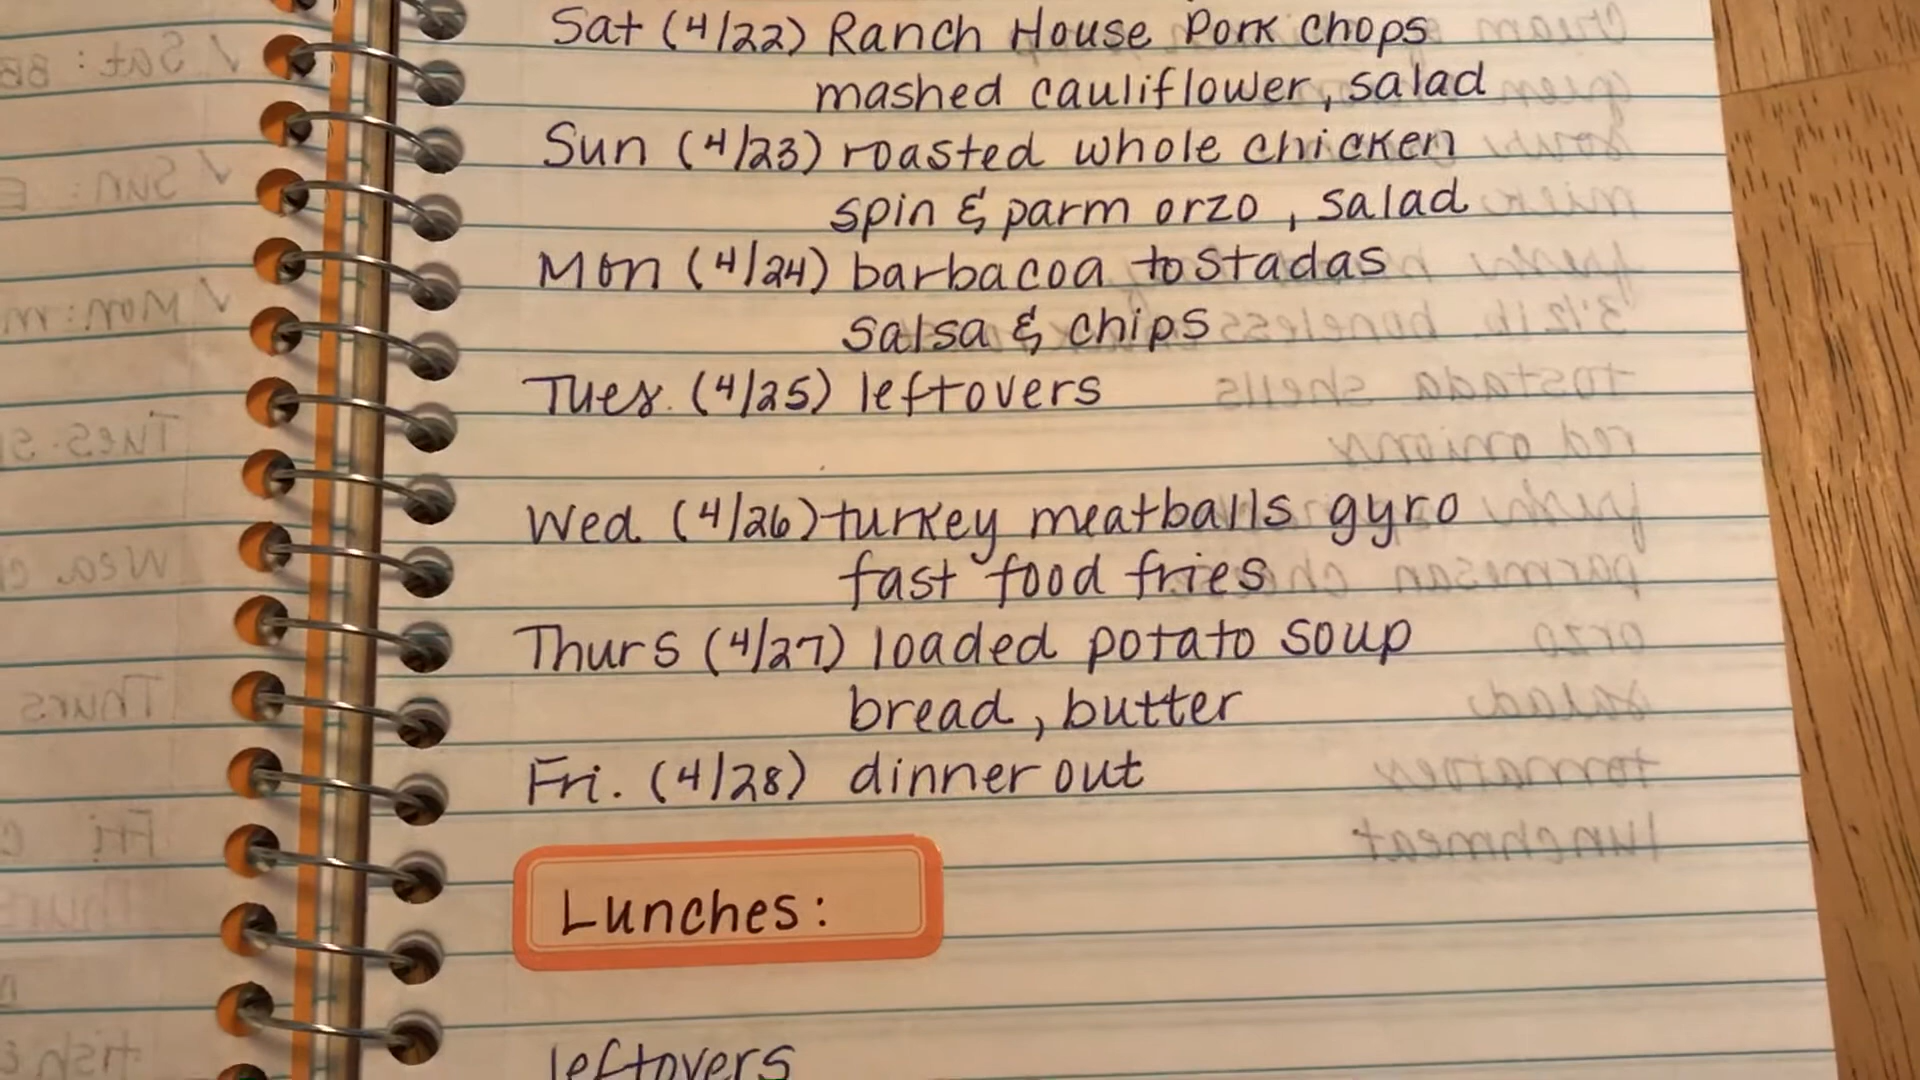 Sat (4/22) Ranch House Pork Chops
mashed cauliflower, salad
Sun (4/23) roasted whole chicken
spin & parm orzo, salad
Mon (4/24) barbacoa tostadas
salsa & chips
Tues. (4/25) leftovers
Wed (4/26) turkey meatballs gyro
fast food fries
Thurs (4/27) loaded potato soup
bread, butter
Fri. (4/28) dinner out
Lunches:
leftovers